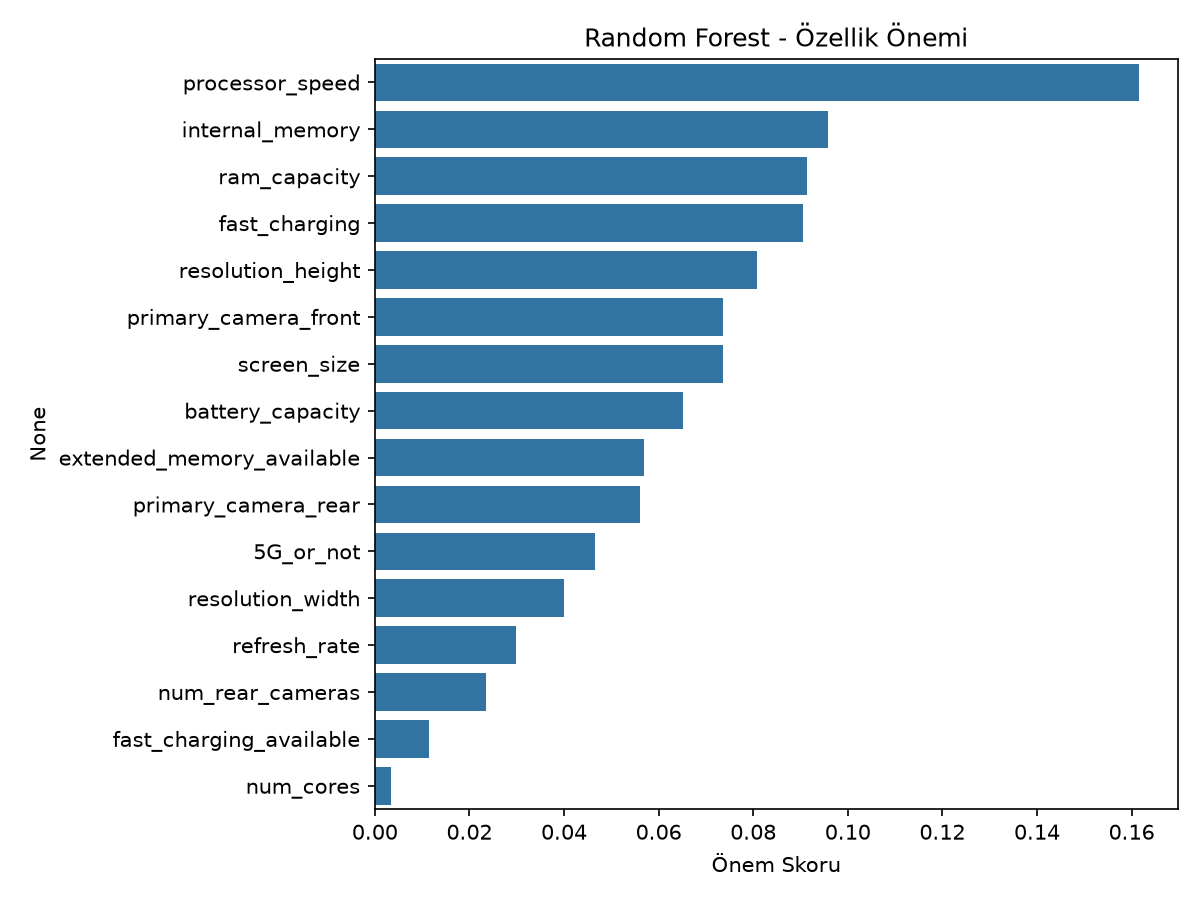 Random Forest - Özellik Önemi
processor_speed
internal_memory
ram_capacity
fast_charging
resolution_height
primary_camera_front
screen_size
battery_capacity
extended_memory_available
primary_camera_rear
5G_or_not
resolution_width
refresh_rate
num_rear_cameras
fast_charging_available
num_cores
None
0.00 0.02 0.04 0.06 0.08 0.10 0.12 0.14 0.16
Önem Skoru